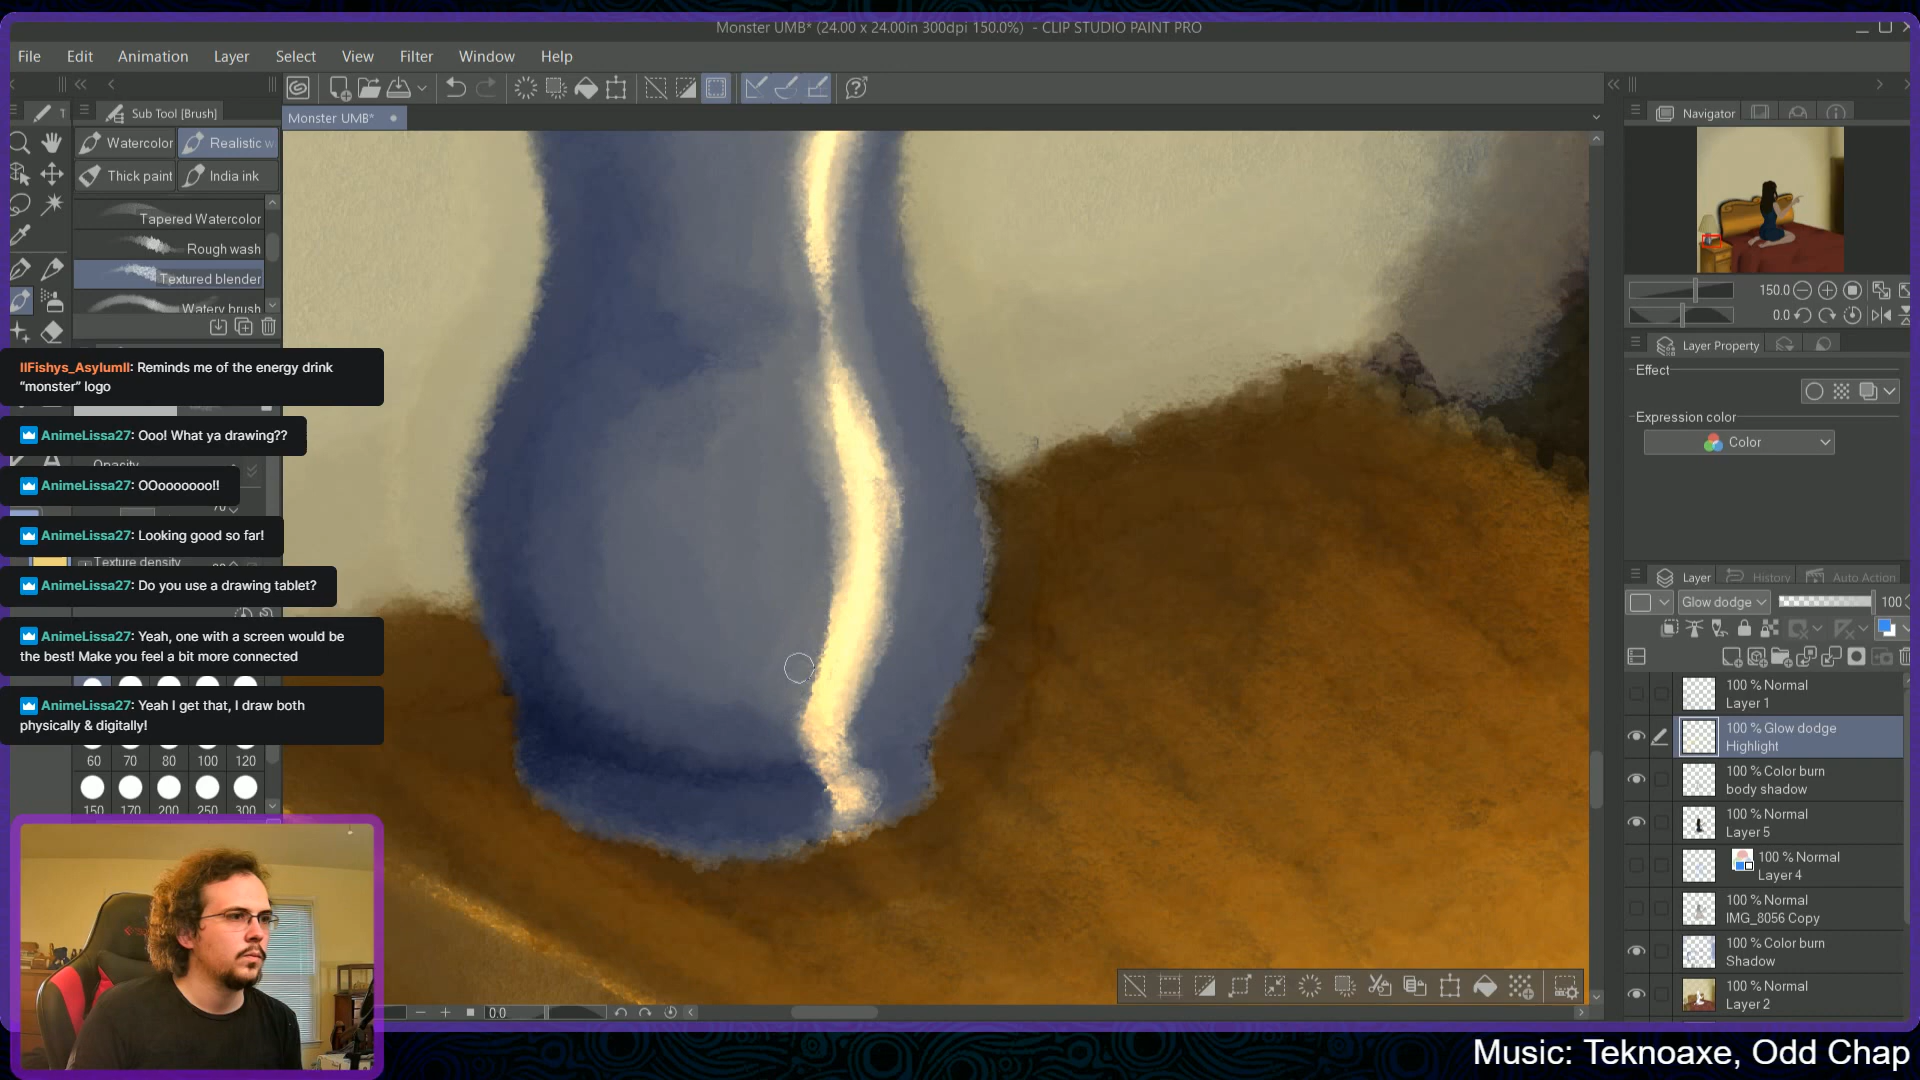 Monster UMB* (24.00 x 24.00in 300dpi 150.0%) - CLIP STUDIO PAINT PRO
File Edit Animation Layer Select View Filter Window Help
Sub Tool [Brush]
Monster UMB*
Navigator
Watercolor
Realistic w
Thick paint
India ink
Tapered Watercolor
Rough wash
Textured blender
Watery brush
150.0
0.0
Layer Property
Effect
Expression color
Color
IIFishys_AsylumII: Reminds me of the energy drink
“monster” logo
AnimeLissa27: Ooo! What ya drawing??
Opacity
AnimeLissa27: OOooooooo!!
70
AnimeLissa27: Looking good so far!
Texture density
AnimeLissa27: Do you use a drawing tablet?
AnimeLissa27: Yeah, one with a screen would be
the best! Make you feel a bit more connected
AnimeLissa27: Yeah I get that, I draw both
physically & digitally!
60 70 80 100 120
150 170 200 250 300
Layer History Auto Action
Glow dodge 100
100 % Normal
Layer 1
100 % Glow dodge
Highlight
100 % Color burn
body shadow
100 % Normal
Layer 5
100 % Normal
Layer 4
100 % Normal
IMG_8056 Copy
100 % Color burn
Shadow
100 % Normal
Layer 2
0.0
Music: Teknoaxe, Odd Chap